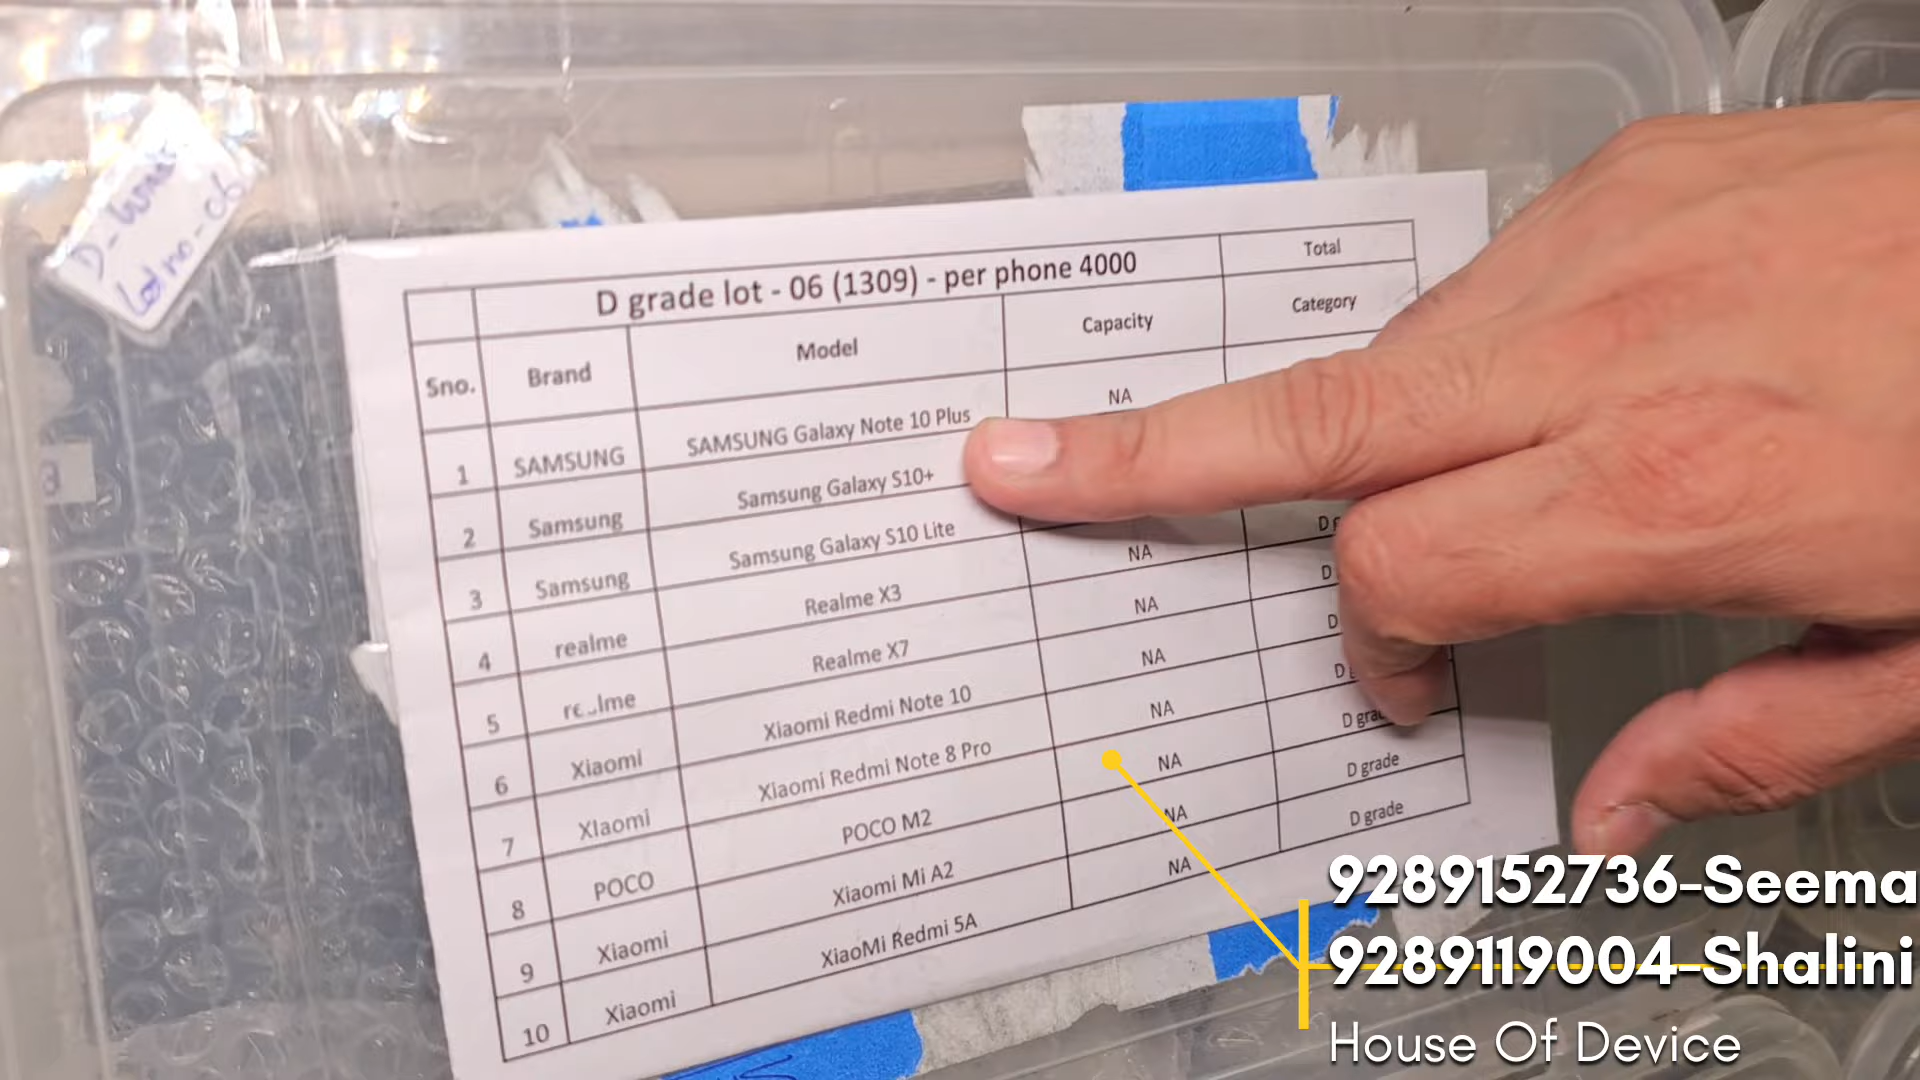 D-
Lot no-06
D grade lot - 06 (1309) - per phone 4000 Total
Sno. Brand Model Capacity Category
1 SAMSUNG SAMSUNG Galaxy Note 10 Plus NA
2 Samsung Samsung Galaxy S10+
3 Samsung Samsung Galaxy S10 Lite NA D
4 realme Realme X3 NA D
5 Realme X7 NA D
6 Xiaomi Xiaomi Redmi Note 10 NA D
7 XIaomi Xiaomi Redmi Note 8 Pro NA D grad
8 POCO POCO M2 NA D grade
9 Xiaomi Xiaomi Mi A2 NA D grade
10 Xiaomi XiaoMi Redmi 5A
9289152736-Seema
9289119004-Shalini
House Of Device